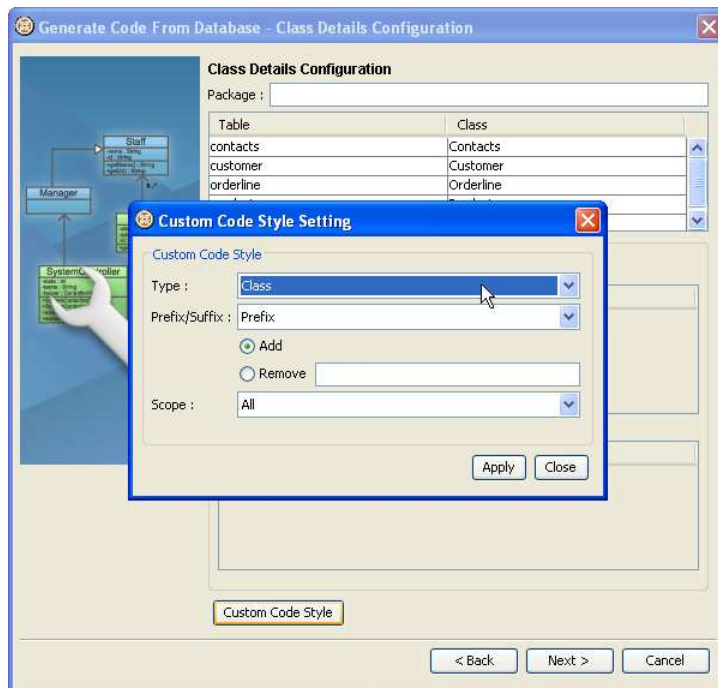 Generate Code From Database - Class Details Configuration
Class Details Configuration
Package :
Table Class
contacts Contacts
customer Customer
orderline Orderline
Staff
Manager
Custom Code Style Setting
Custom Code Style
Type : Class
Prefix/Suffix : Prefix
Add
Remove
Scope : All
Apply Close
Custom Code Style
< Back Next > Cancel